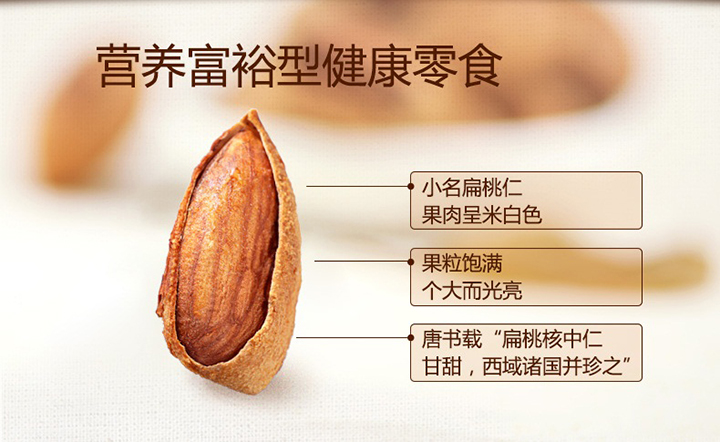 营养富裕型健康零食
小名扁桃仁
果肉呈米白色
果粒饱满
个大而光亮
唐书载“扁桃核中仁
甘甜，西域诸国并珍之”